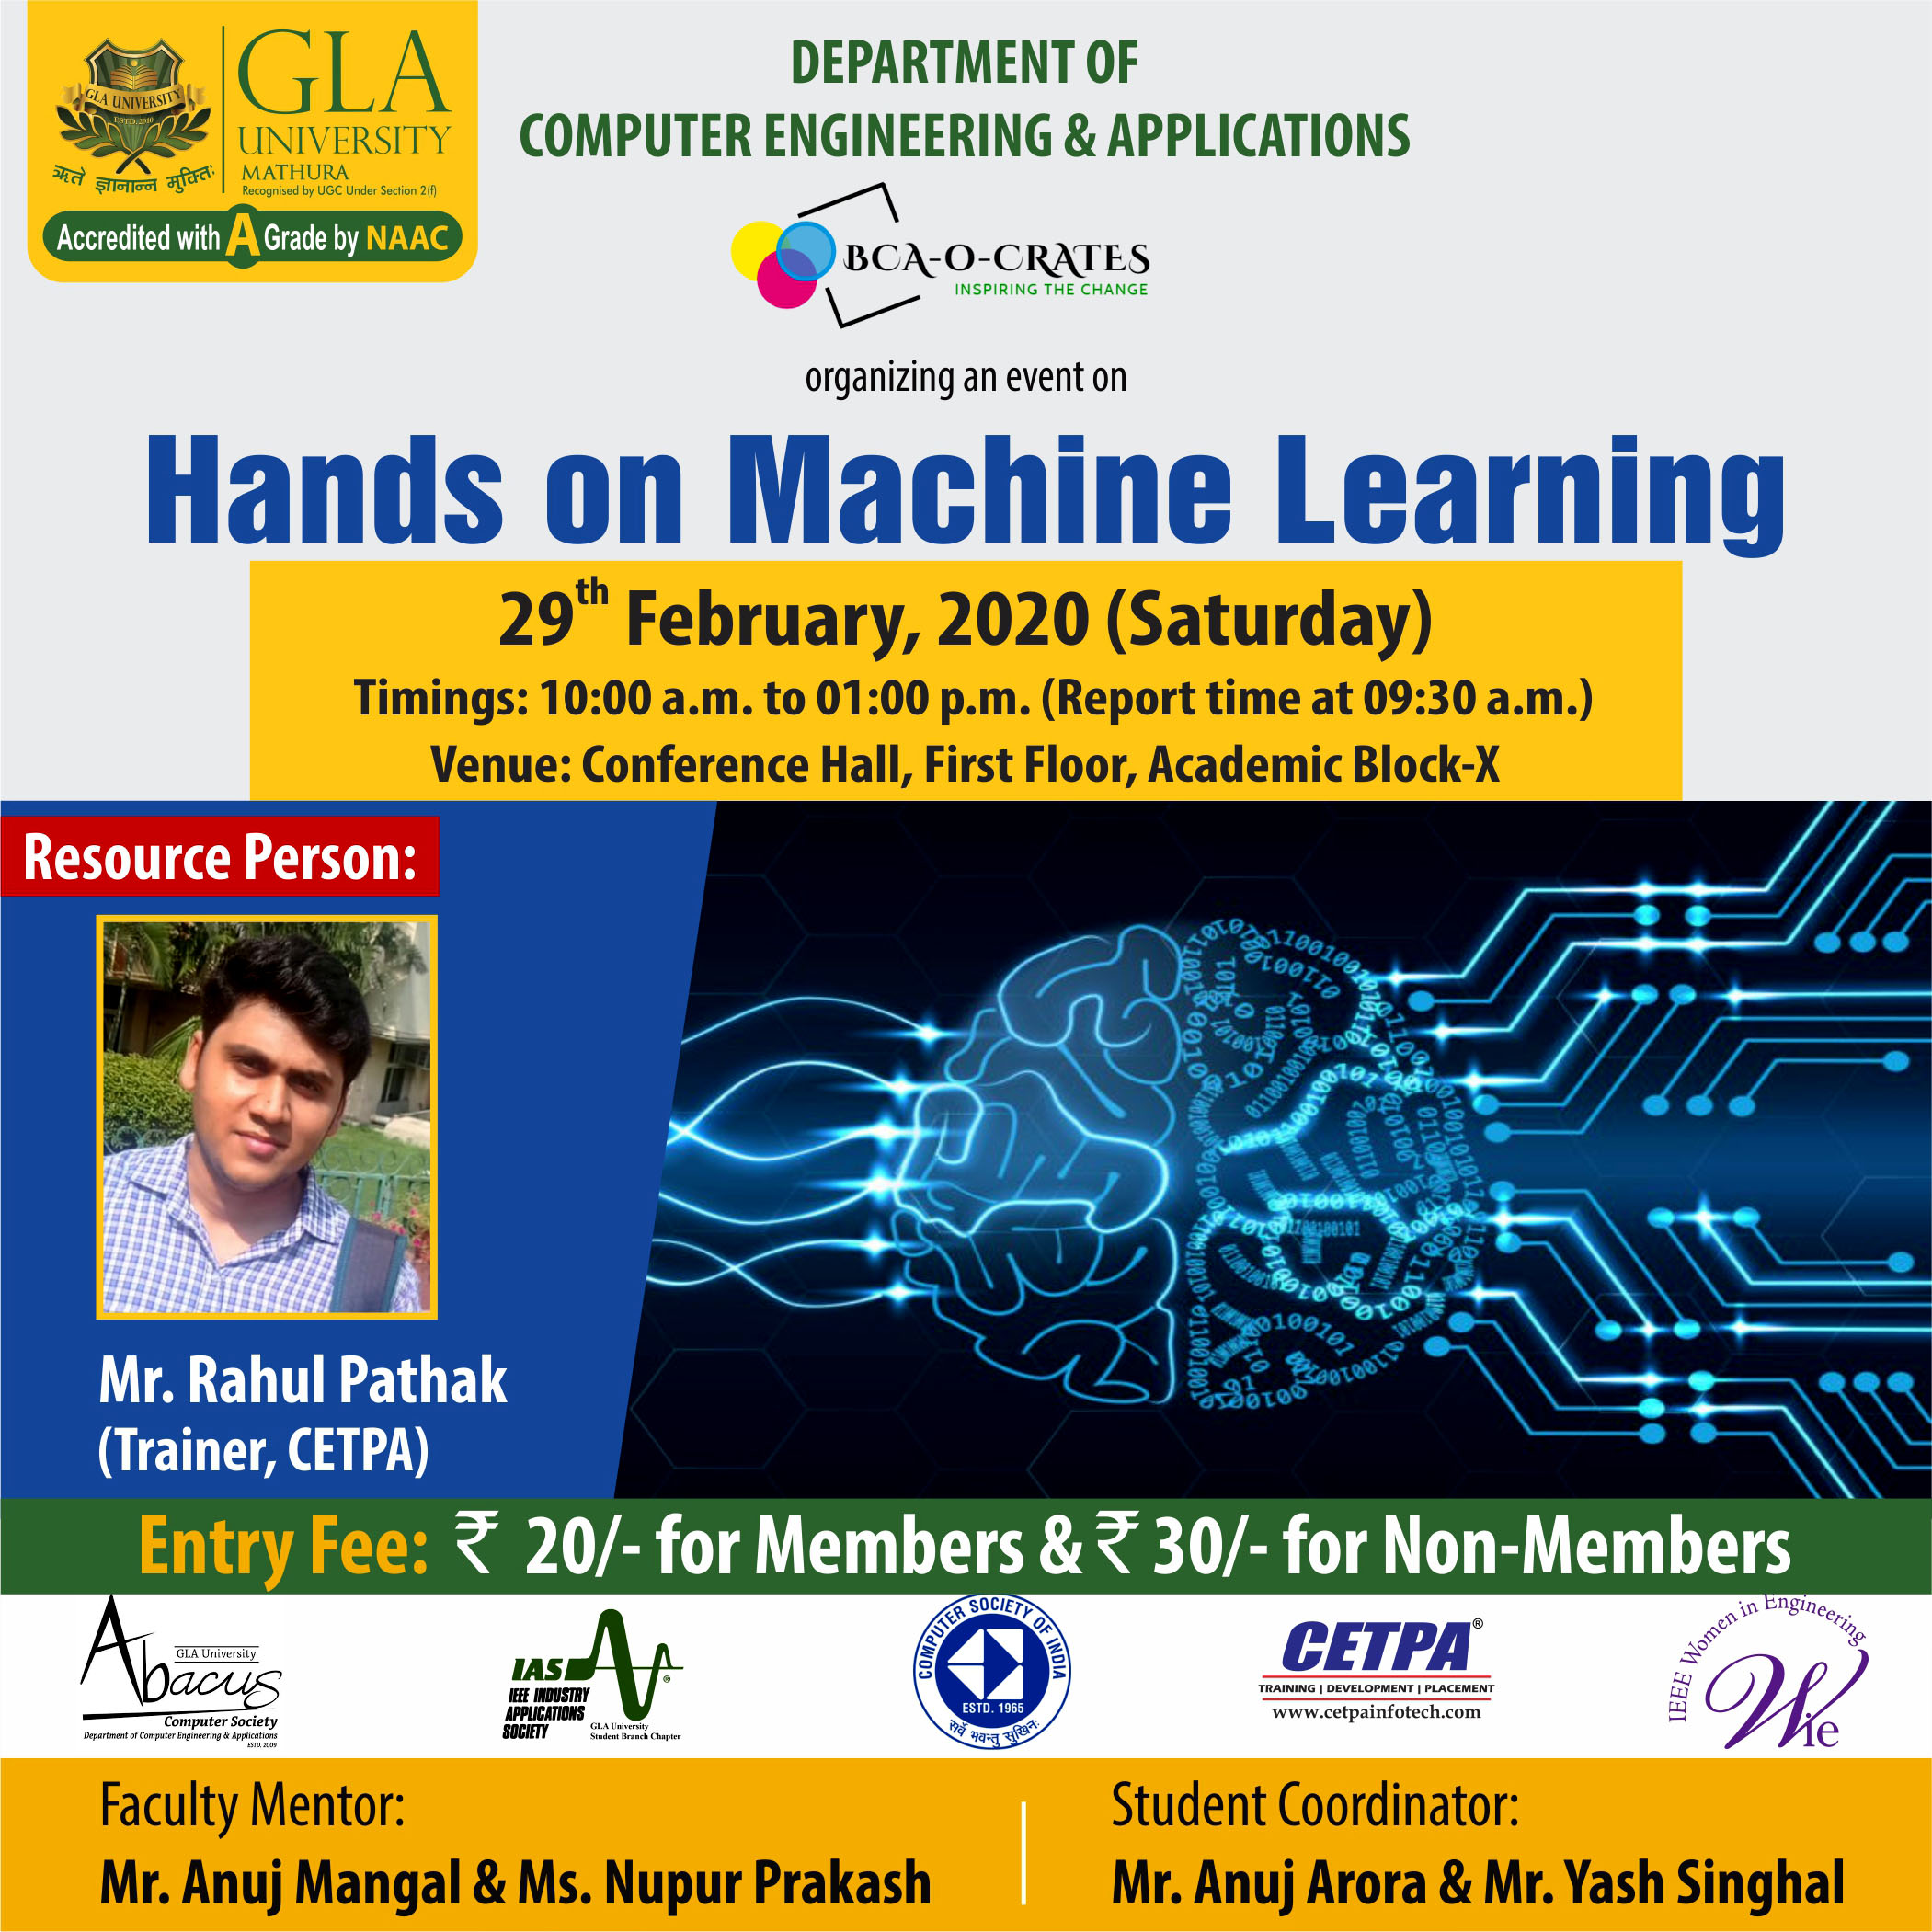 GLA UNIVERSITY
ESTD. 2010
ऋते ज्ञानान्न मुक्तिः
GLA
UNIVERSITY
MATHURA
Recognised by UGC Under Section 2(f)
Accredited with A Grade by NAAC
DEPARTMENT OF
COMPUTER ENGINEERING & APPLICATIONS
BCA-O-CRATES
INSPIRING THE CHANGE
organizing an event on
Hands on Machine Learning
29th February, 2020 (Saturday)
Timings: 10:00 a.m. to 01:00 p.m. (Report time at 09:30 a.m.)
Venue: Conference Hall, First Floor, Academic Block-X
Resource Person:
Mr. Rahul Pathak
(Trainer, CETPA)
Entry Fee: ₹ 20/- for Members & ₹ 30/- for Non-Members
Abacus
GLA University
Computer Society
Department of Computer Engineering & Applications
ESTD. 2009
IAS
IEEE INDUSTRY
APPLICATIONS
SOCIETY
GLA University
Student Branch Chapter
COMPUTER SOCIETY OF INDIA
ESTD. 1965
सर्वे भवन्तु सुखिनः
CETPA®
TRAINING | DEVELOPMENT | PLACEMENT
www.cetpainfotech.com
IEEE Women in Engineering
Wie
Faculty Mentor:
Mr. Anuj Mangal & Ms. Nupur Prakash
Student Coordinator:
Mr. Anuj Arora & Mr. Yash Singhal